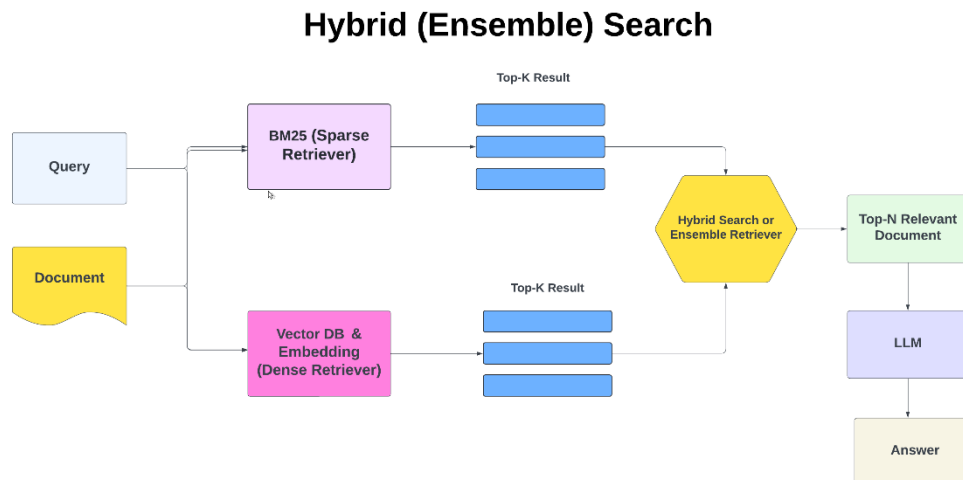 Hybrid (Ensemble) Search
Top-K Result
BM25 (Sparse
Retriever)
Query
Hybrid Search or
Ensemble Retriever
Top-N Relevant
Document
Document
Top-K Result
Vector DB &
Embedding
(Dense Retriever)
LLM
Answer